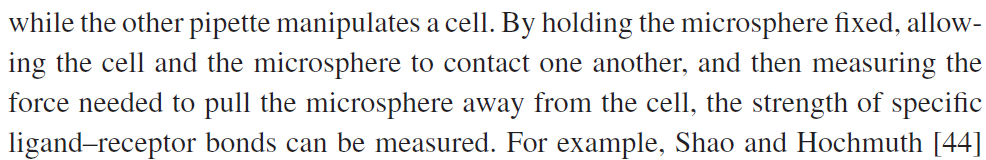 while the other pipette manipulates a cell. By holding the microsphere fixed, allow-
ing the cell and the microsphere to contact one another, and then measuring the
force needed to pull the microsphere away from the cell, the strength of specific
ligand–receptor bonds can be measured. For example, Shao and Hochmuth [44]